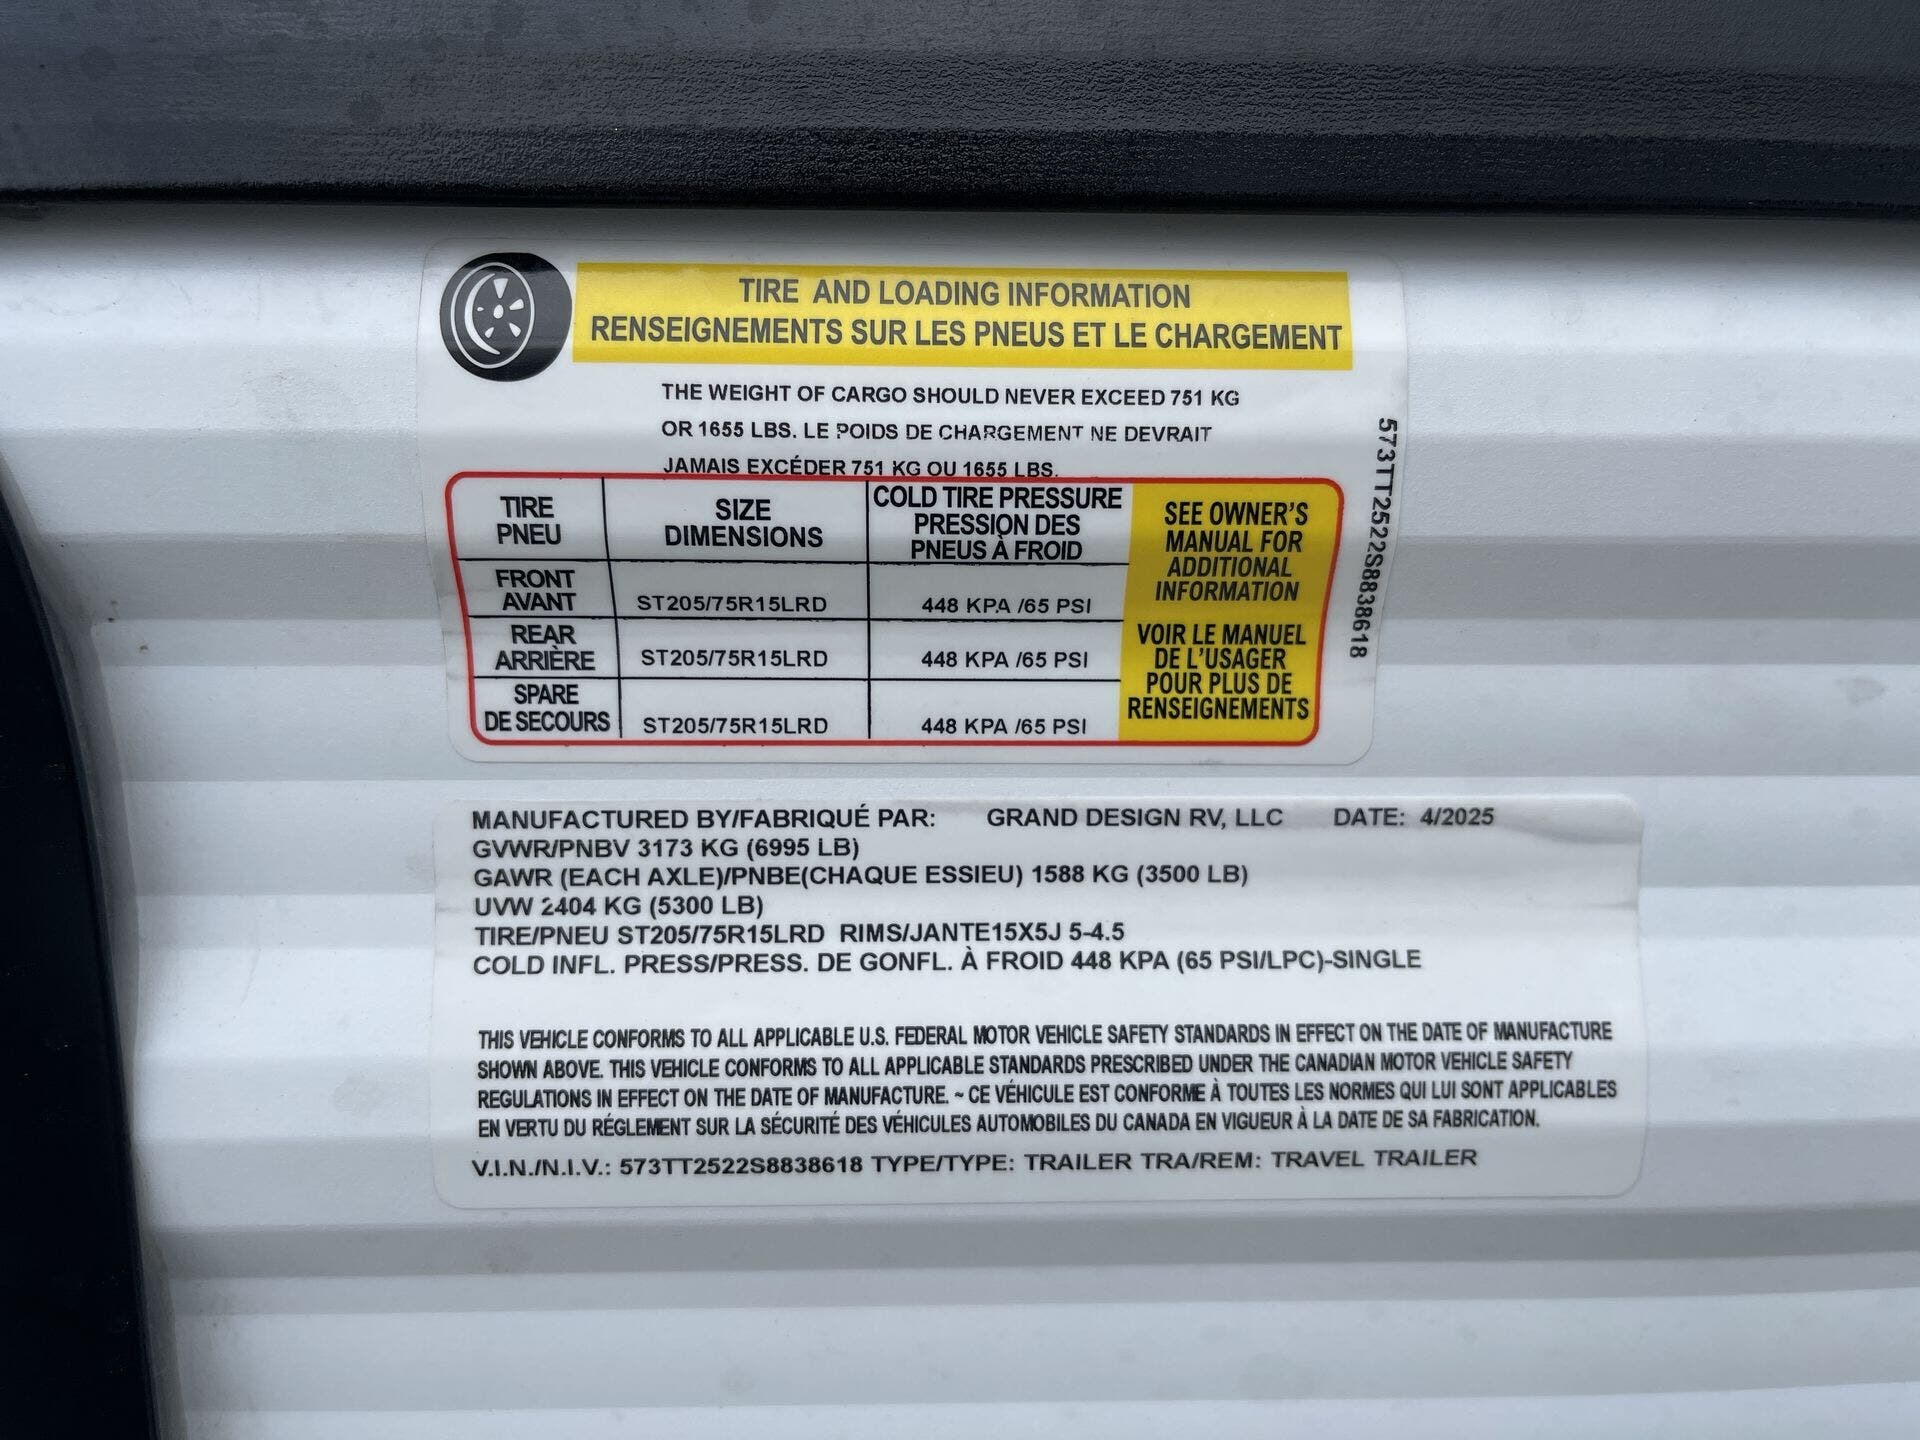 TIRE AND LOADING INFORMATION
RENSEIGNEMENTS SUR LES PNEUS ET LE CHARGEMENT
THE WEIGHT OF CARGO SHOULD NEVER EXCEED 751 KG
OR 1655 LBS. LE POIDS DE CHARGEMENT NE DEVRAIT
JAMAIS EXCÉDER 751 KG OU 1655 LBS.
TIRE
PNEU
SIZE
DIMENSIONS
COLD TIRE PRESSURE
PRESSION DES
PNEUS À FROID
FRONT
AVANT
ST205/75R15LRD
448 KPA /65 PSI
REAR
ARRIÈRE
ST205/75R15LRD
448 KPA /65 PSI
SPARE
DE SECOURS
ST205/75R15LRD
448 KPA /65 PSI
SEE OWNER'S
MANUAL FOR
ADDITIONAL
INFORMATION
VOIR LE MANUEL
DE L'USAGER
POUR PLUS DE
RENSEIGNEMENTS
573TT2522S8838618
MANUFACTURED BY/FABRIQUÉ PAR: GRAND DESIGN RV, LLC DATE: 4/2025
GVWR/PNBV 3173 KG (6995 LB)
GAWR (EACH AXLE)/PNBE(CHAQUE ESSIEU) 1588 KG (3500 LB)
UVW 2404 KG (5300 LB)
TIRE/PNEU ST205/75R15LRD RIMS/JANTE15X5J 5-4.5
COLD INFL. PRESS/PRESS. DE GONFL. À FROID 448 KPA (65 PSI/LPC)-SINGLE
THIS VEHICLE CONFORMS TO ALL APPLICABLE U.S. FEDERAL MOTOR VEHICLE SAFETY STANDARDS IN EFFECT ON THE DATE OF MANUFACTURE
SHOWN ABOVE. THIS VEHICLE CONFORMS TO ALL APPLICABLE STANDARDS PRESCRIBED UNDER THE CANADIAN MOTOR VEHICLE SAFETY
REGULATIONS IN EFFECT ON THE DATE OF MANUFACTURE. ~ CE VÉHICULE EST CONFORME À TOUTES LES NORMES QUI LUI SONT APPLICABLES
EN VERTU DU RÉGLEMENT SUR LA SÉCURITÉ DES VÉHICULES AUTOMOBILES DU CANADA EN VIGUEUR À LA DATE DE SA FABRICATION.
V.I.N./N.I.V.: 573TT2522S8838618 TYPE/TYPE: TRAILER TRA/REM: TRAVEL TRAILER